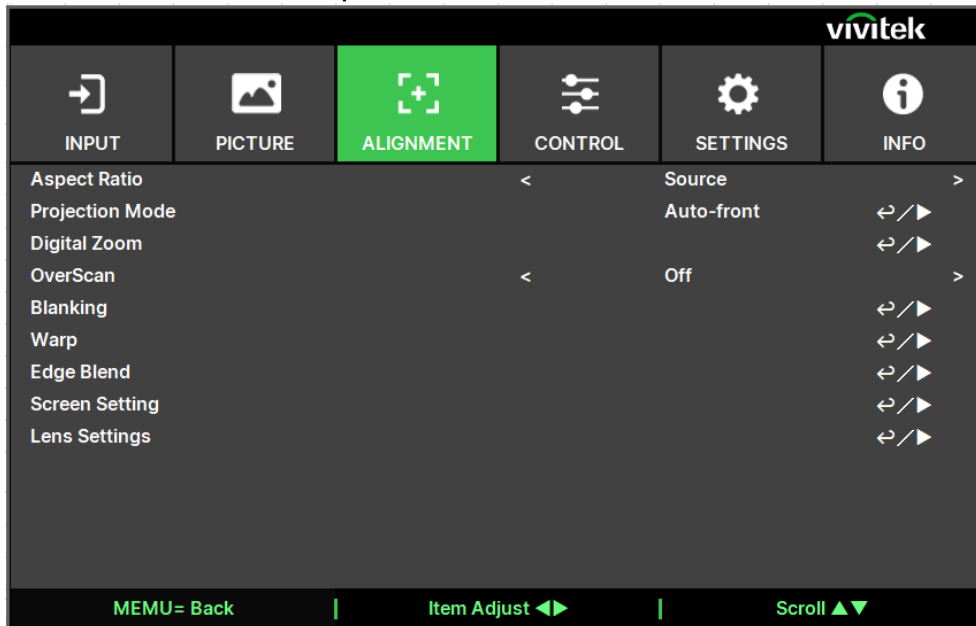 vivitek
INPUT PICTURE ALIGNMENT CONTROL SETTINGS INFO
Aspect Ratio < Source >
Projection Mode Auto-front ↩/▶
Digital Zoom ↩/▶
OverScan < Off >
Blanking ↩/▶
Warp ↩/▶
Edge Blend ↩/▶
Screen Setting ↩/▶
Lens Settings ↩/▶
MEMU= Back | Item Adjust ◀▶ | Scroll ▲▼